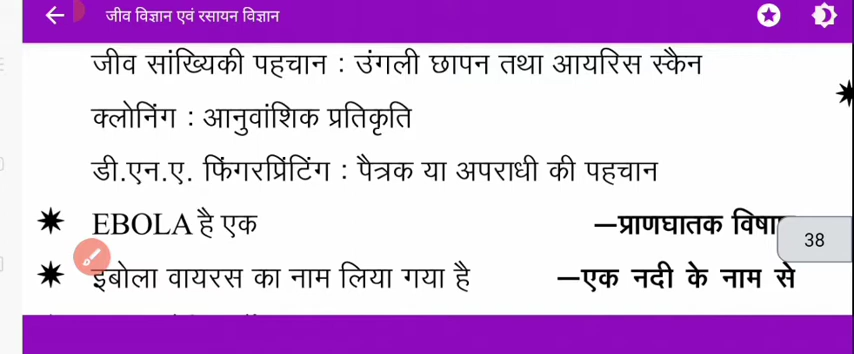 जीव विज्ञान एवं रसायन विज्ञान
जीव सांख्यिकी पहचान : उंगली छापन तथा आयरिस स्कैन
क्लोनिंग : आनुवांशिक प्रतिकृति
डी.एन.ए. फिंगरप्रिंटिंग : पैत्रक या अपराधी की पहचान
EBOLA है एक —प्राणघातक
38
इबोला वायरस का नाम लिया गया है —एक नदी के नाम से